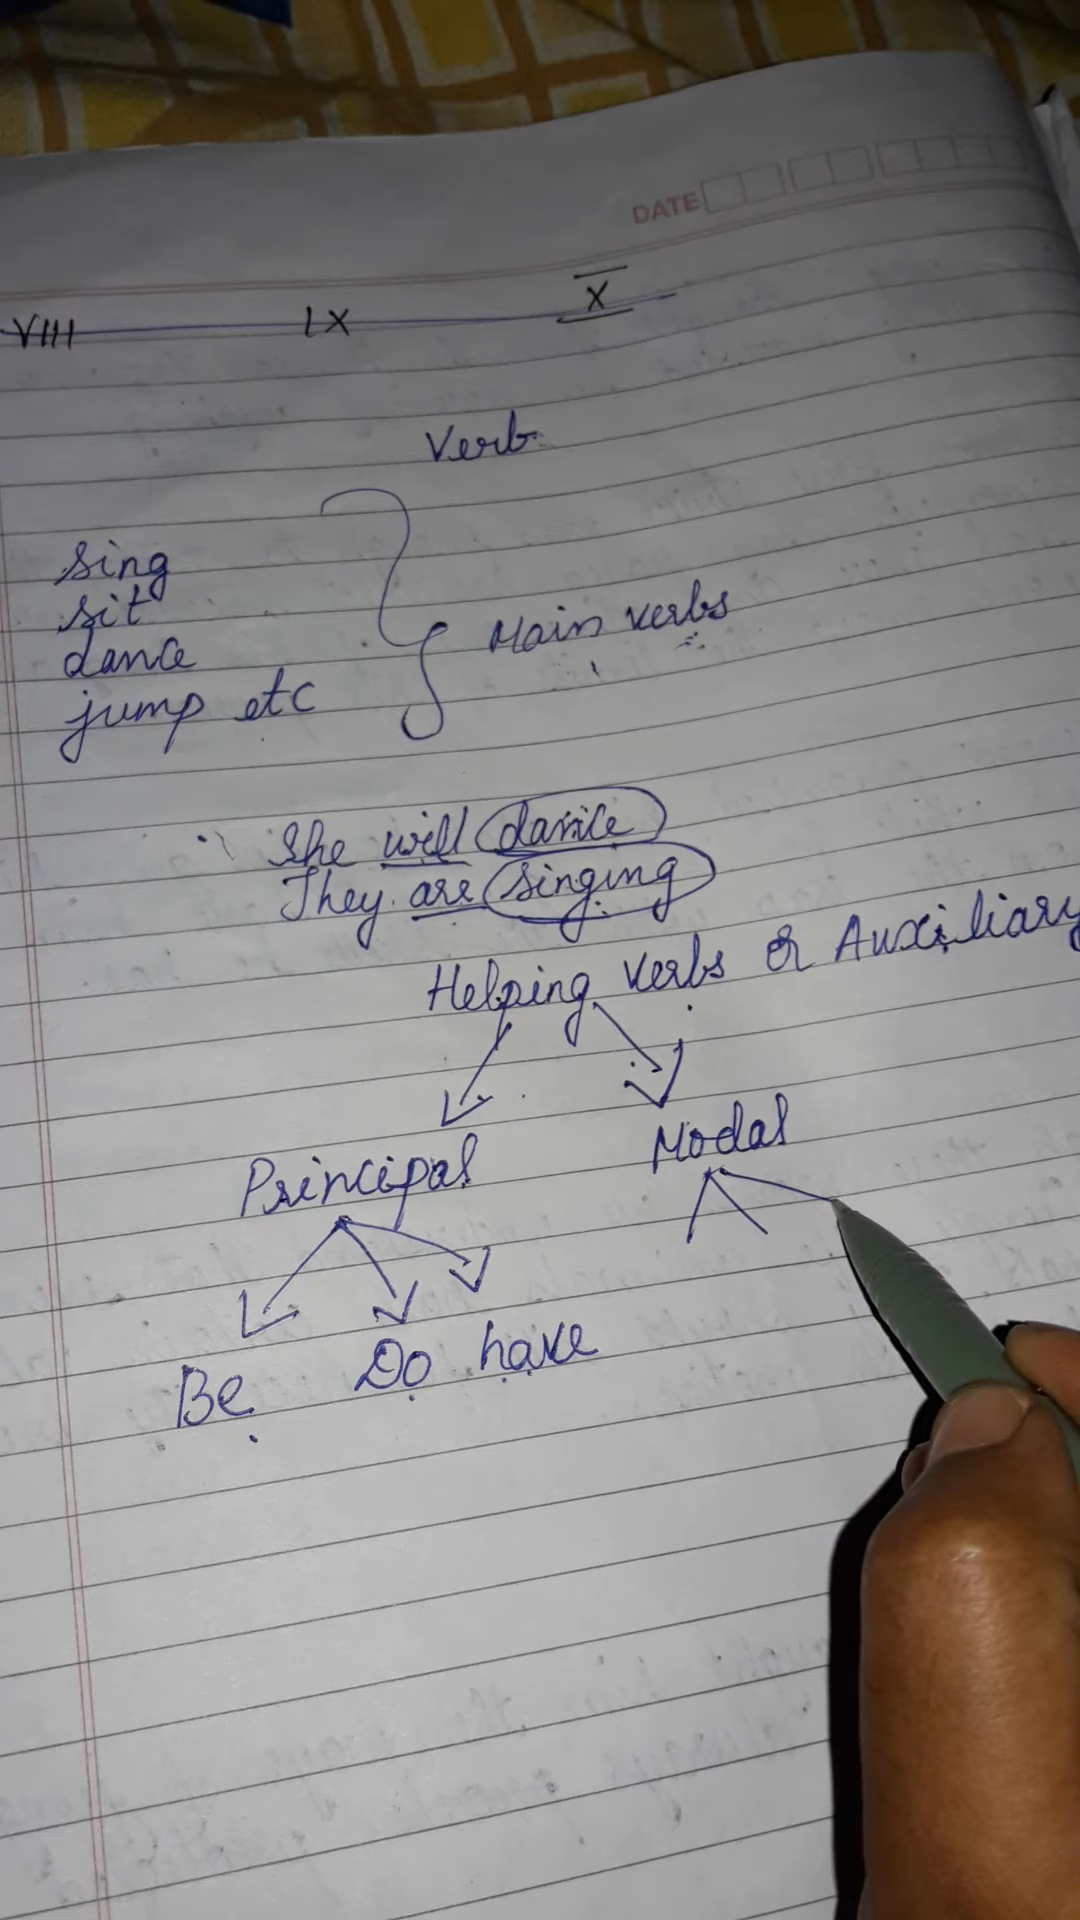 DATE
VIII IX X
Verb
sing
sit
dance
jump etc
Main verbs
She will dance
They are singing
Helping verbs or Auxiliary
Principal Modal
Be Do have